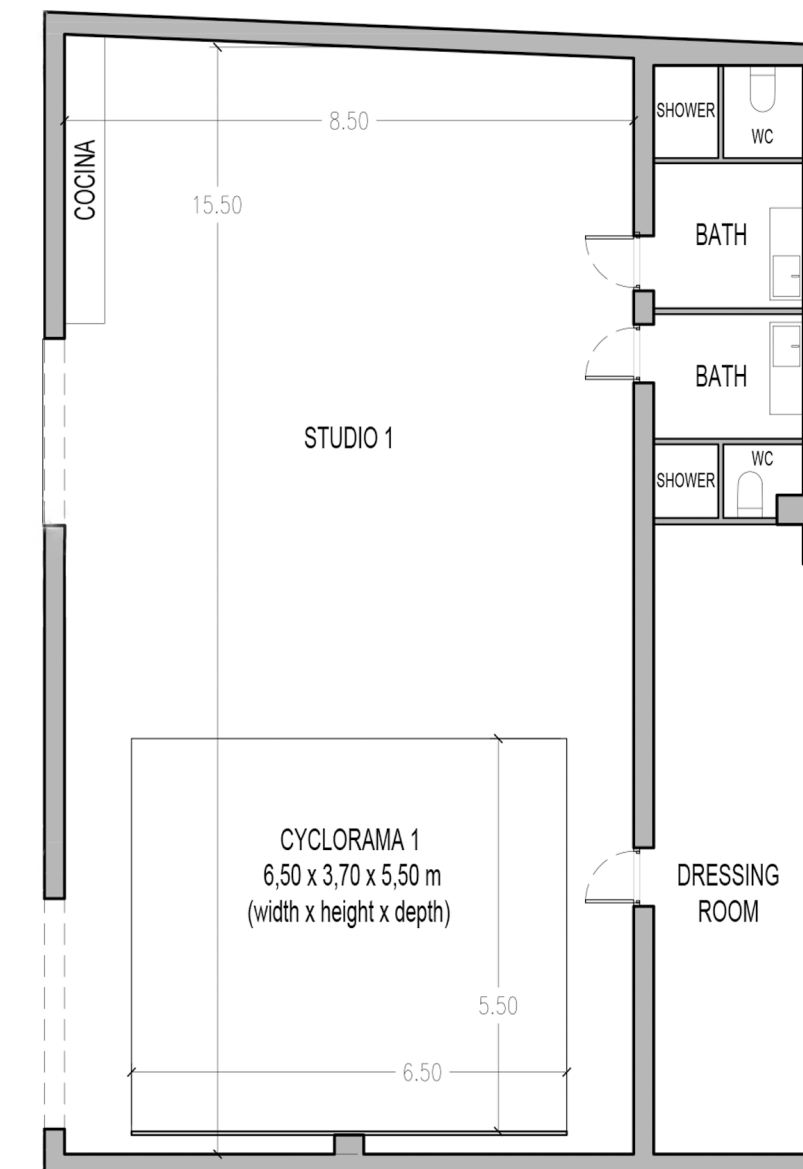 SHOWER
WC
8.50
COCINA
15.50
BATH
BATH
STUDIO 1
WC
SHOWER
CYCLORAMA 1
6,50 x 3,70 x 5,50 m
(width x height x depth)
DRESSING
ROOM
5.50
6.50